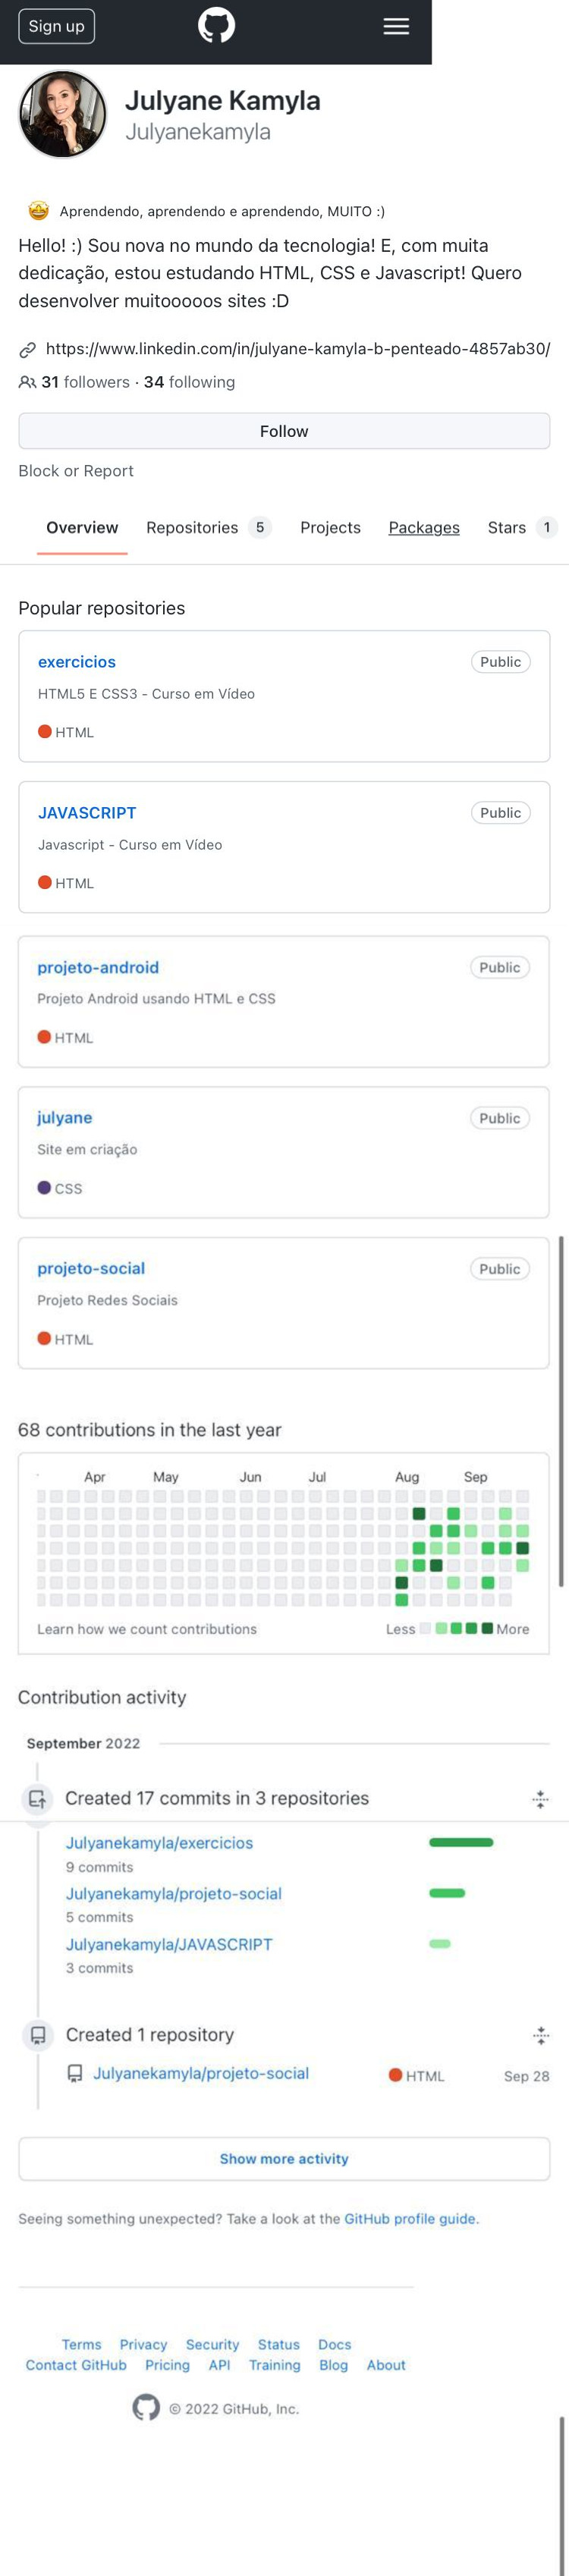 Sign up
Julyane Kamyla
Julyanekamyla
Aprendendo, aprendendo e aprendendo, MUITO :)
Hello! :) Sou nova no mundo da tecnologia! E, com muita
dedicação, estou estudando HTML, CSS e Javascript! Quero
desenvolver muitooooos sites :D
https://www.linkedin.com/in/julyane-kamyla-b-penteado-4857ab30/
31 followers · 34 following
Follow
Block or Report
Overview Repositories 5 Projects Packages Stars 1
Popular repositories
exercicios Public
HTML5 E CSS3 - Curso em Vídeo
HTML
JAVASCRIPT Public
Javascript - Curso em Vídeo
HTML
projeto-android Public
Projeto Android usando HTML e CSS
HTML
julyane Public
Site em criação
CSS
projeto-social Public
Projeto Redes Sociais
HTML
68 contributions in the last year
Apr May Jun Jul Aug Sep
Learn how we count contributions Less More
Contribution activity
September 2022
Created 17 commits in 3 repositories
Julyanekamyla/exercicios
9 commits
Julyanekamyla/projeto-social
5 commits
Julyanekamyla/JAVASCRIPT
3 commits
Created 1 repository
Julyanekamyla/projeto-social HTML Sep 28
Show more activity
Seeing something unexpected? Take a look at the GitHub profile guide.
Terms Privacy Security Status Docs
Contact GitHub Pricing API Training Blog About
© 2022 GitHub, Inc.